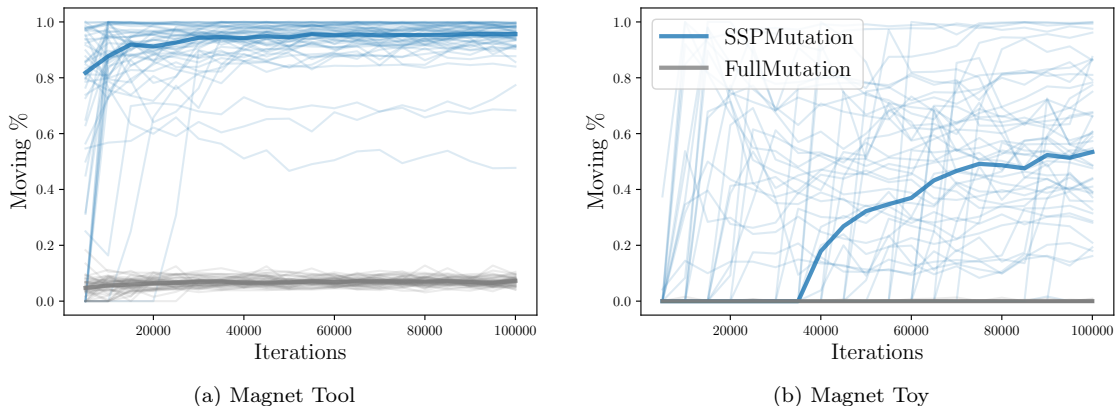 1.0
0.8
0.6
0.4
0.2
0.0
Moving %
20000 40000 60000 80000 100000
Iterations
(a) Magnet Tool
1.0
0.8
0.6
0.4
0.2
0.0
Moving %
SSPMutation
FullMutation
20000 40000 60000 80000 100000
Iterations
(b) Magnet Toy